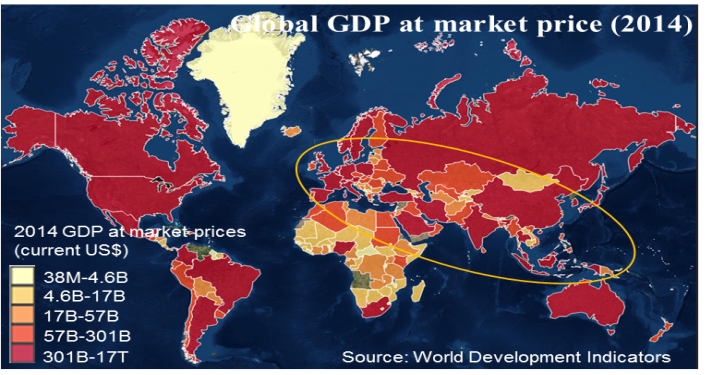 Global GDP at market price (2014)
2014 GDP at market prices
(current US$)
38M-4.6B
4.6B-17B
17B-57B
57B-301B
301B-17T
Source: World Development Indicators